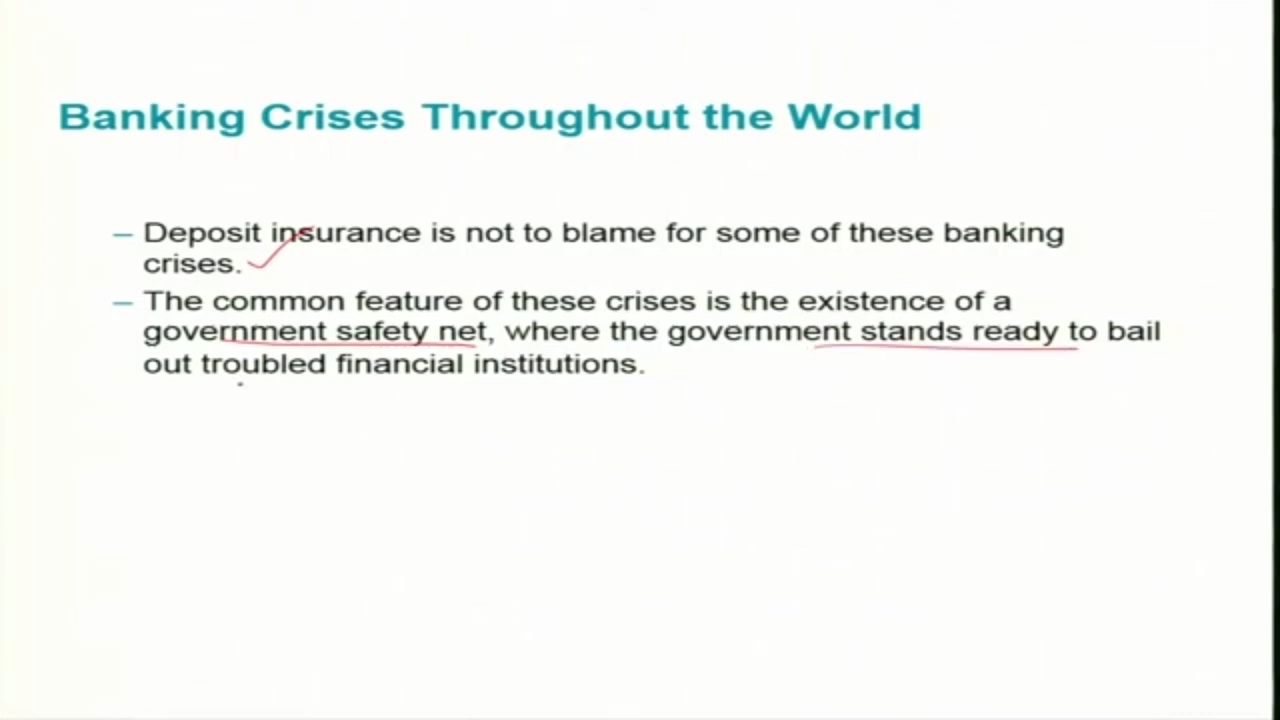 Banking Crises Throughout the World
– Deposit insurance is not to blame for some of these banking
crises.
– The common feature of these crises is the existence of a
government safety net, where the government stands ready to bail
out troubled financial institutions.